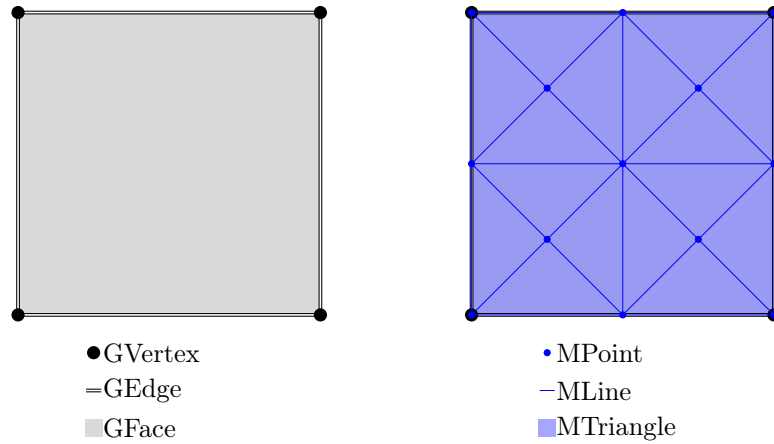 GVertex
GEdge
GFace
MPoint
MLine
MTriangle